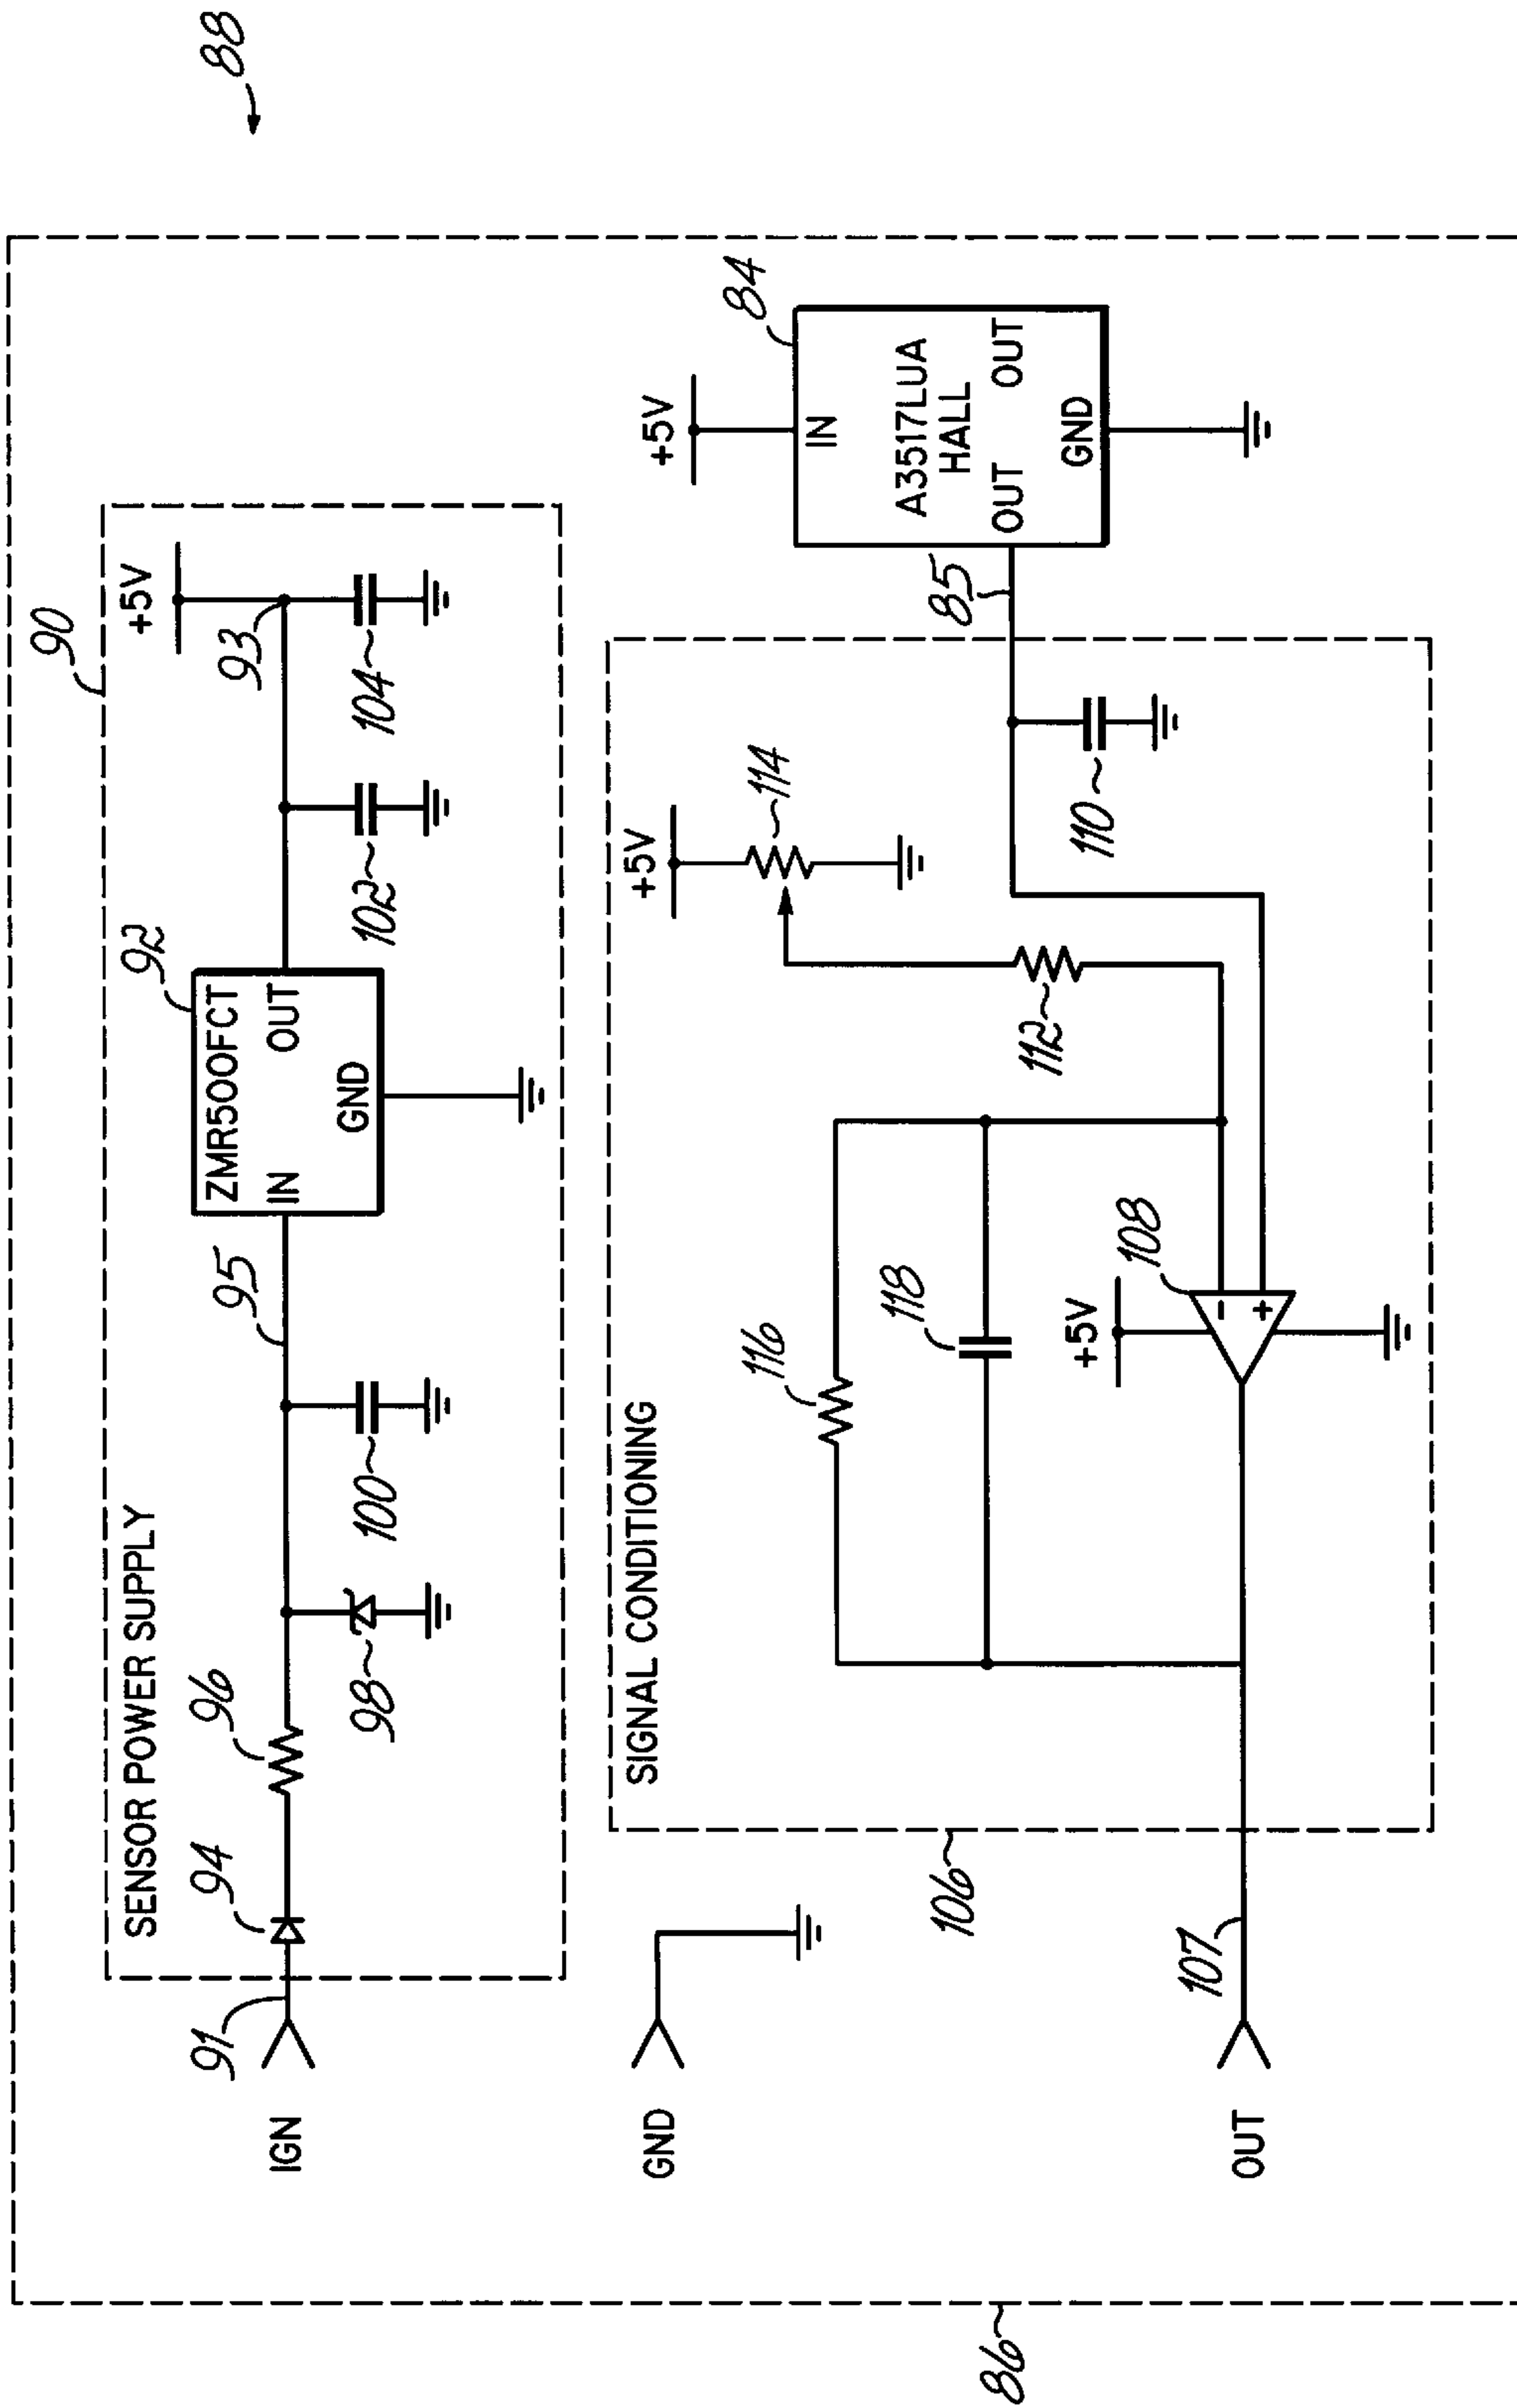 88
90
SENSOR POWER SUPPLY
91
IGN
94
96
98
100
95
92
ZMR500FCT
IN
OUT
GND
102
93
104
+5V
GND
86
106
SIGNAL CONDITIONING
116
118
+5V
108
-
+
112
+5V
114
110
85
+5V
84
IN
A3517LUA
HALL
OUT
OUT
GND
107
OUT